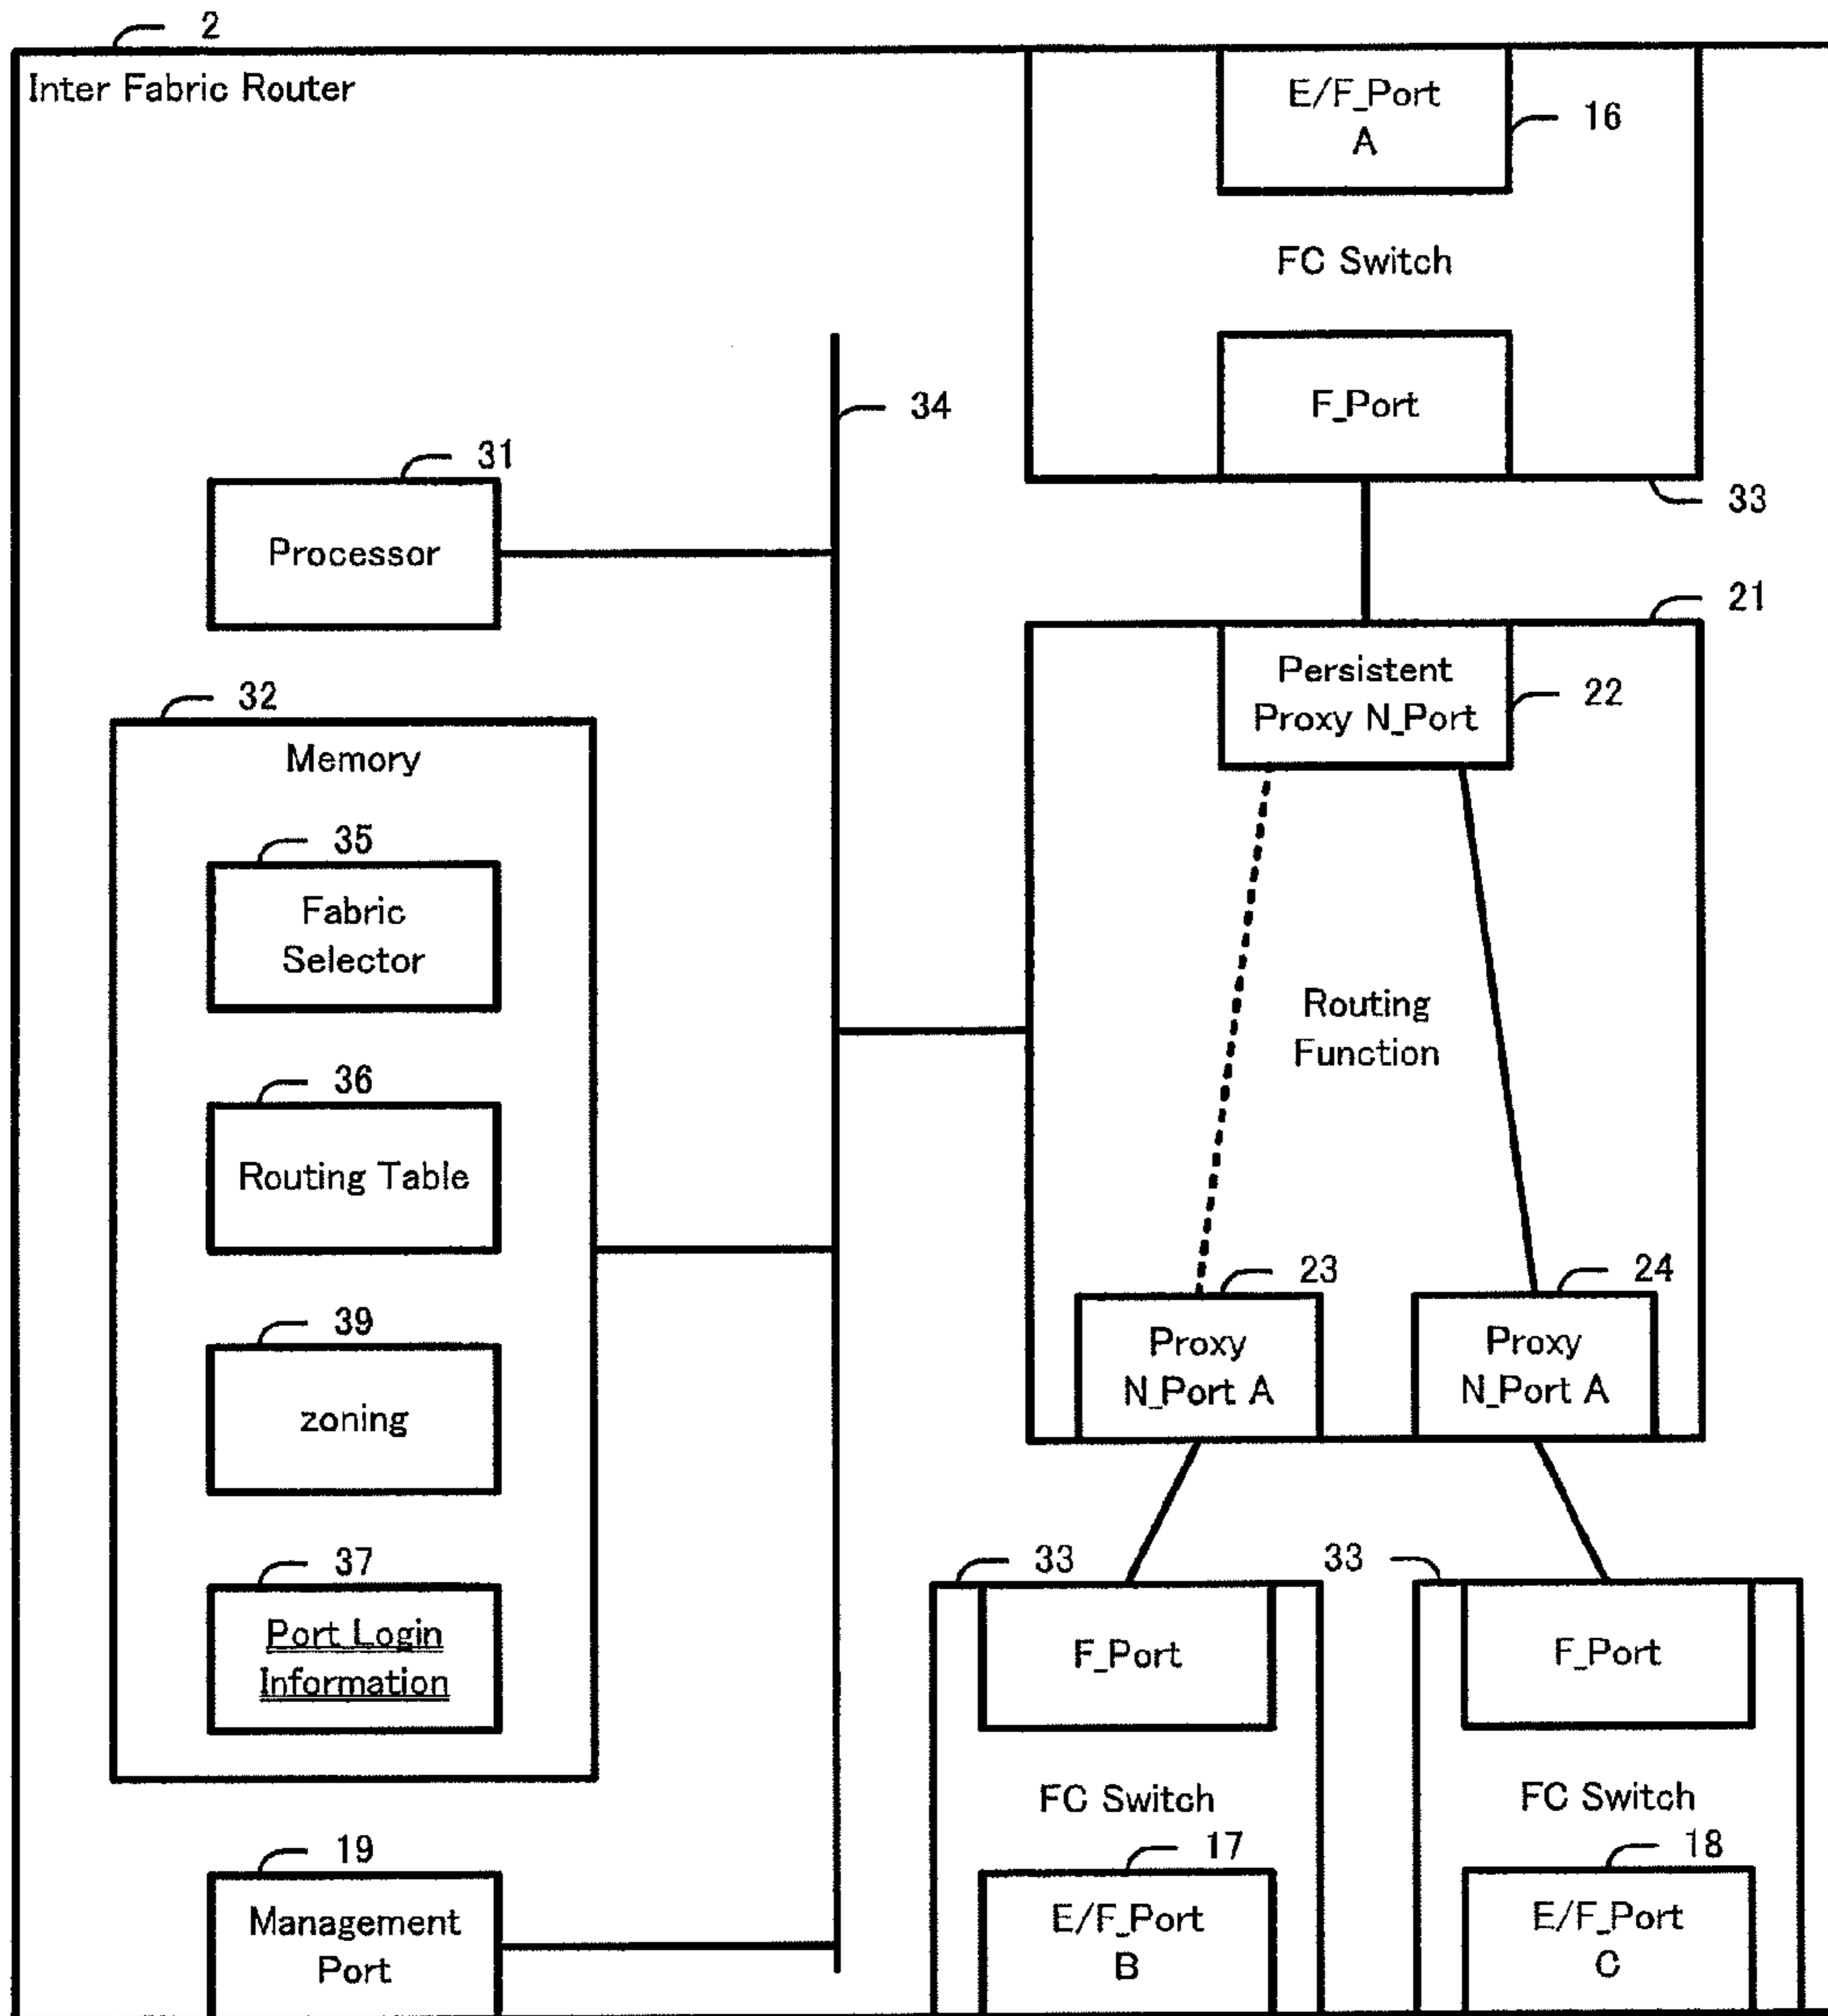 2
Inter Fabric Router
E/F_Port
A
16
FC Switch
F_Port
33
34
31
Processor
21
Persistent
Proxy N_Port
22
32
Memory
35
Fabric
Selector
Routing
Function
36
Routing Table
23
Proxy
N_Port A
24
Proxy
N_Port A
39
zoning
37
Port Login
Information
33
F_Port
FC Switch
17
E/F_Port
B
33
F_Port
FC Switch
18
E/F_Port
C
19
Management
Port